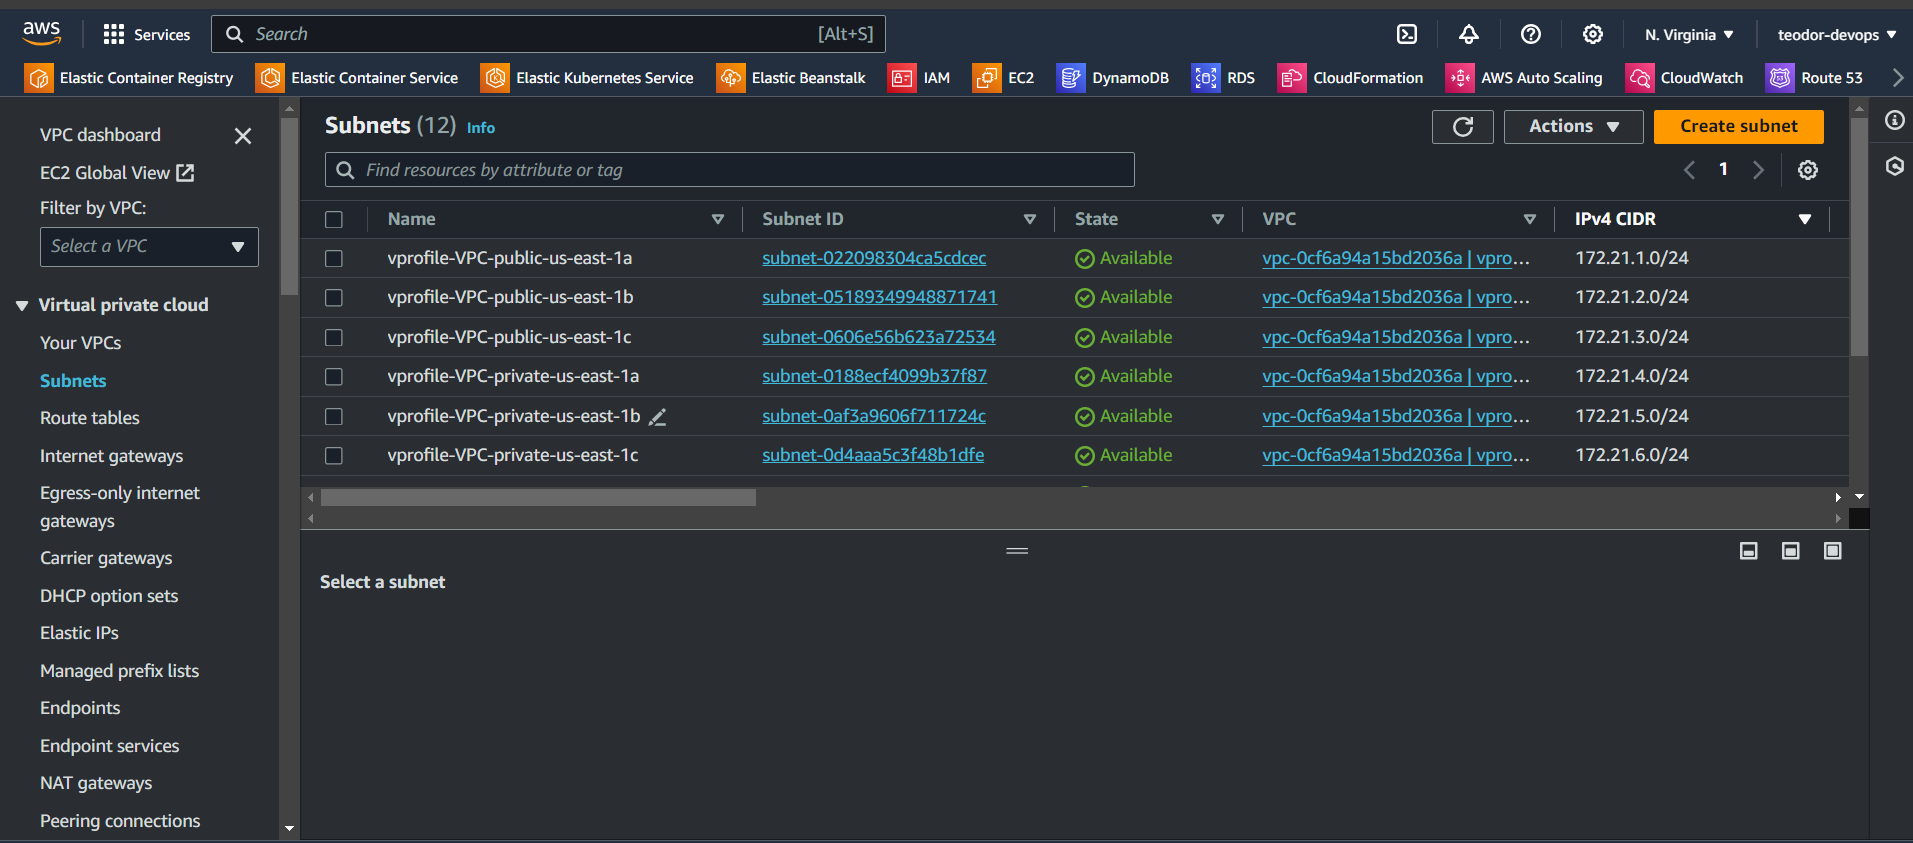 aws Services Search [Alt+S] N. Virginia teodor-devops
Elastic Container Registry Elastic Container Service Elastic Kubernetes Service Elastic Beanstalk IAM EC2 DynamoDB RDS CloudFormation AWS Auto Scaling CloudWatch Route 53
VPC dashboard
EC2 Global View
Filter by VPC:
Select a VPC
Virtual private cloud
Your VPCs
Subnets
Route tables
Internet gateways
Egress-only internet
gateways
Carrier gateways
DHCP option sets
Elastic IPs
Managed prefix lists
Endpoints
Endpoint services
NAT gateways
Peering connections
Subnets (12) Info
Actions Create subnet
Find resources by attribute or tag
1
Name Subnet ID State VPC IPv4 CIDR
vprofile-VPC-public-us-east-1a subnet-022098304ca5cdcec Available vpc-0cf6a94a15bd2036a | vpro... 172.21.1.0/24
vprofile-VPC-public-us-east-1b subnet-05189349948871741 Available vpc-0cf6a94a15bd2036a | vpro... 172.21.2.0/24
vprofile-VPC-public-us-east-1c subnet-0606e56b623a72534 Available vpc-0cf6a94a15bd2036a | vpro... 172.21.3.0/24
vprofile-VPC-private-us-east-1a subnet-0188ecf4099b37f87 Available vpc-0cf6a94a15bd2036a | vpro... 172.21.4.0/24
vprofile-VPC-private-us-east-1b subnet-0af3a9606f711724c Available vpc-0cf6a94a15bd2036a | vpro... 172.21.5.0/24
vprofile-VPC-private-us-east-1c subnet-0d4aaa5c3f48b1dfe Available vpc-0cf6a94a15bd2036a | vpro... 172.21.6.0/24
Select a subnet